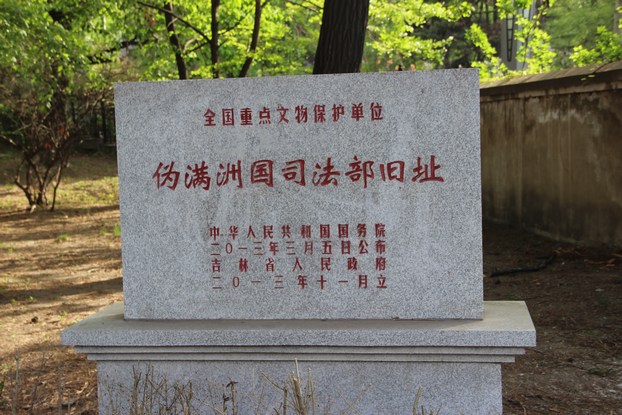 全国重点文物保护单位
伪满洲国司法部旧址
中华人民共和国国务院
二〇一三年三月五日公布
吉林省人民政府
二〇一三年十一月立